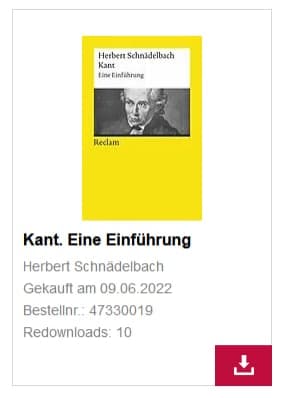 Herbert Schnädelbach
Kant
Eine Einführung
Reclam
Kant. Eine Einführung
Herbert Schnädelbach
Gekauft am 09.06.2022
Bestellnr.: 47330019
Redownloads: 10